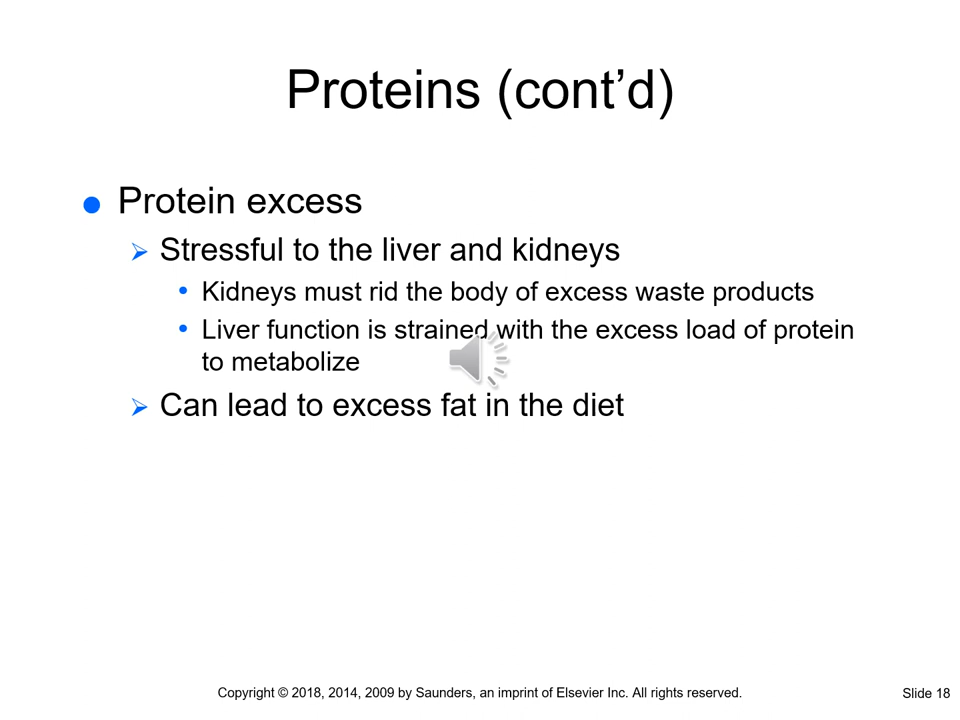 Proteins (cont’d)
Protein excess
Stressful to the liver and kidneys
Kidneys must rid the body of excess waste products
Liver function is strained with the excess load of protein
to metabolize
Can lead to excess fat in the diet
Copyright © 2018, 2014, 2009 by Saunders, an imprint of Elsevier Inc. All rights reserved.
Slide 18